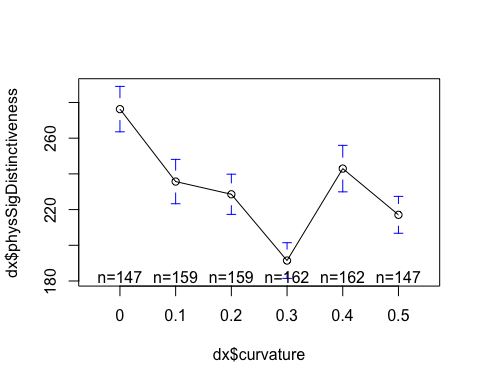 dx$physSigDistinctiveness
260
220
180
n=147 n=159 n=159 n=162 n=162 n=147
0 0.1 0.2 0.3 0.4 0.5
dx$curvature